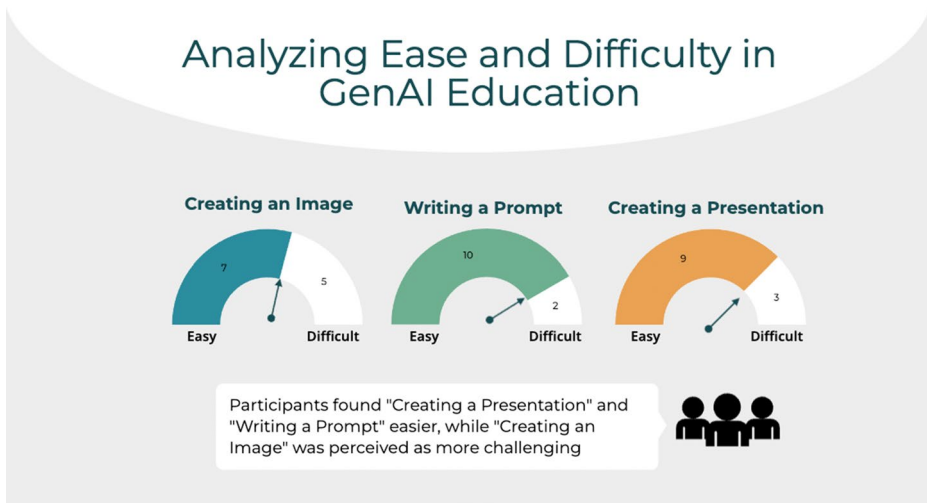 Analyzing Ease and Difficulty in
GenAI Education
Creating an Image
7
5
Easy
Difficult
Writing a Prompt
10
2
Easy
Difficult
Creating a Presentation
9
3
Easy
Difficult
Participants found "Creating a Presentation" and
"Writing a Prompt" easier, while "Creating an
Image" was perceived as more challenging